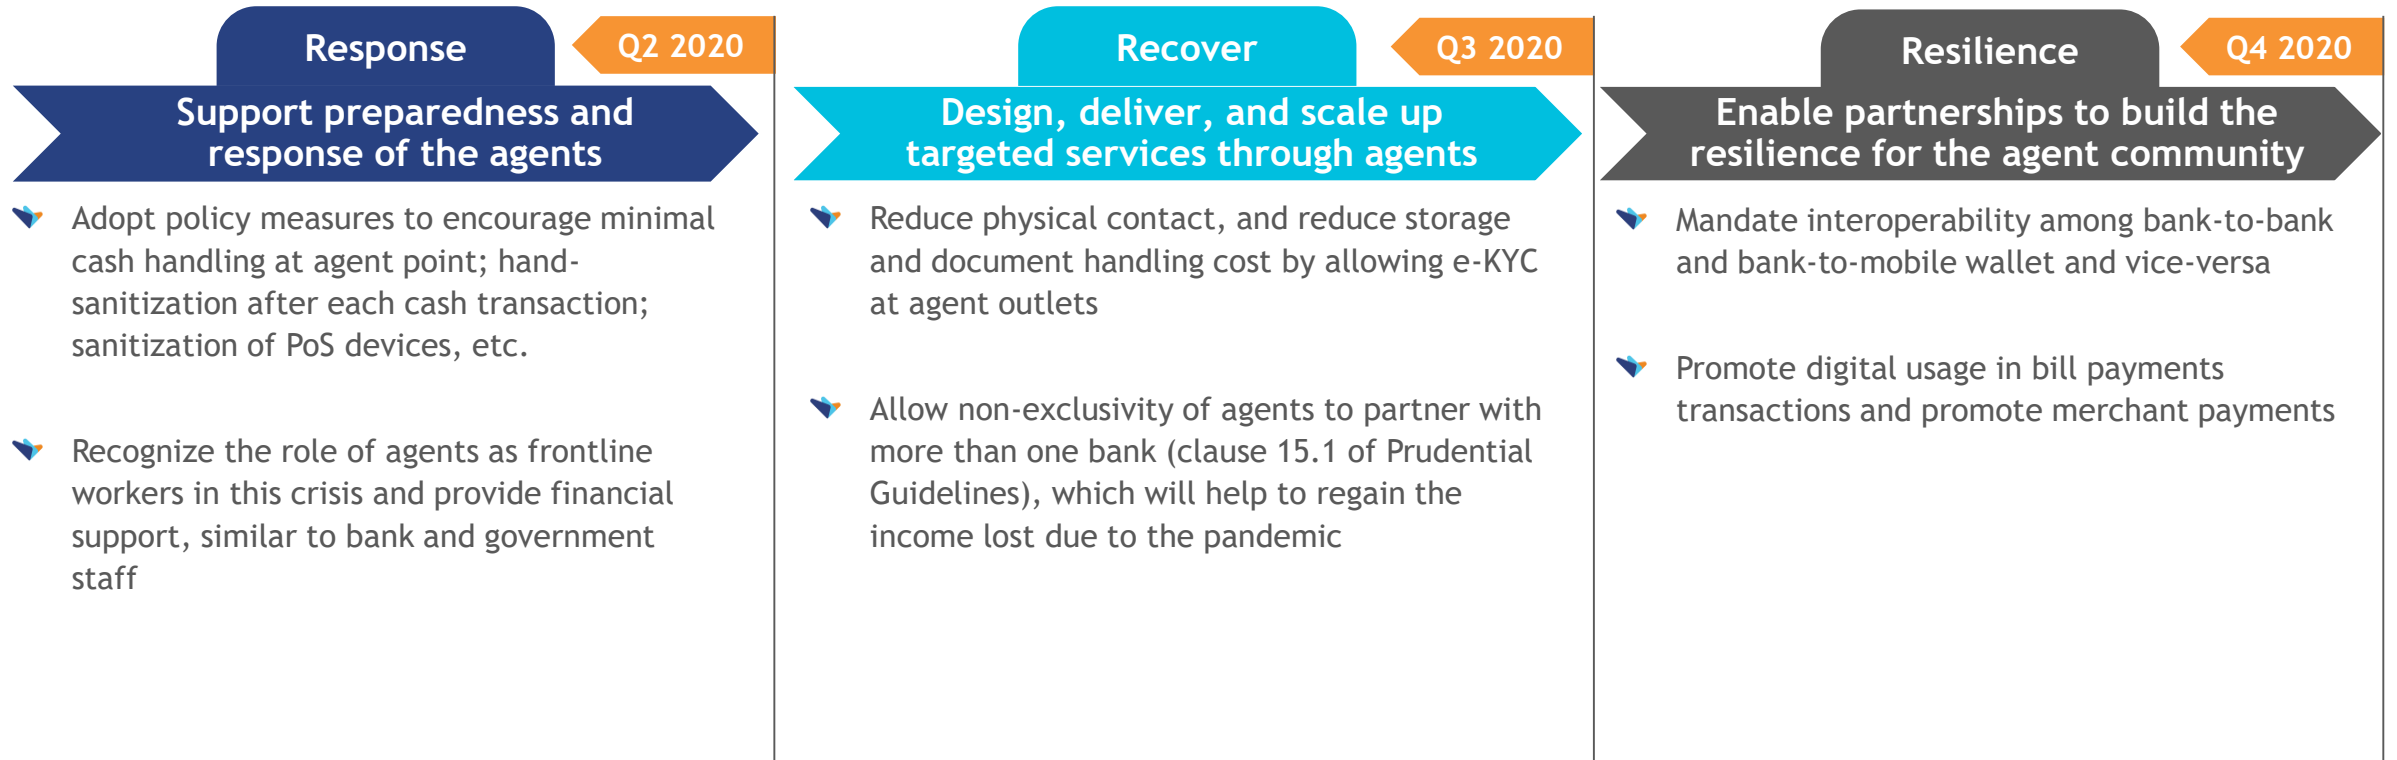 Response
Q2 2020
Support preparedness and
response of the agents
Adopt policy measures to encourage minimal
cash handling at agent point; hand-
sanitization after each cash transaction;
sanitization of PoS devices, etc.
Recognize the role of agents as frontline
workers in this crisis and provide financial
support, similar to bank and government
staff
Recover
Q3 2020
Design, deliver, and scale up
targeted services through agents
Reduce physical contact, and reduce storage
and document handling cost by allowing e-KYC
at agent outlets
Allow non-exclusivity of agents to partner with
more than one bank (clause 15.1 of Prudential
Guidelines), which will help to regain the
income lost due to the pandemic
Resilience
Q4 2020
Enable partnerships to build the
resilience for the agent community
Mandate interoperability among bank-to-bank
and bank-to-mobile wallet and vice-versa
Promote digital usage in bill payments
transactions and promote merchant payments